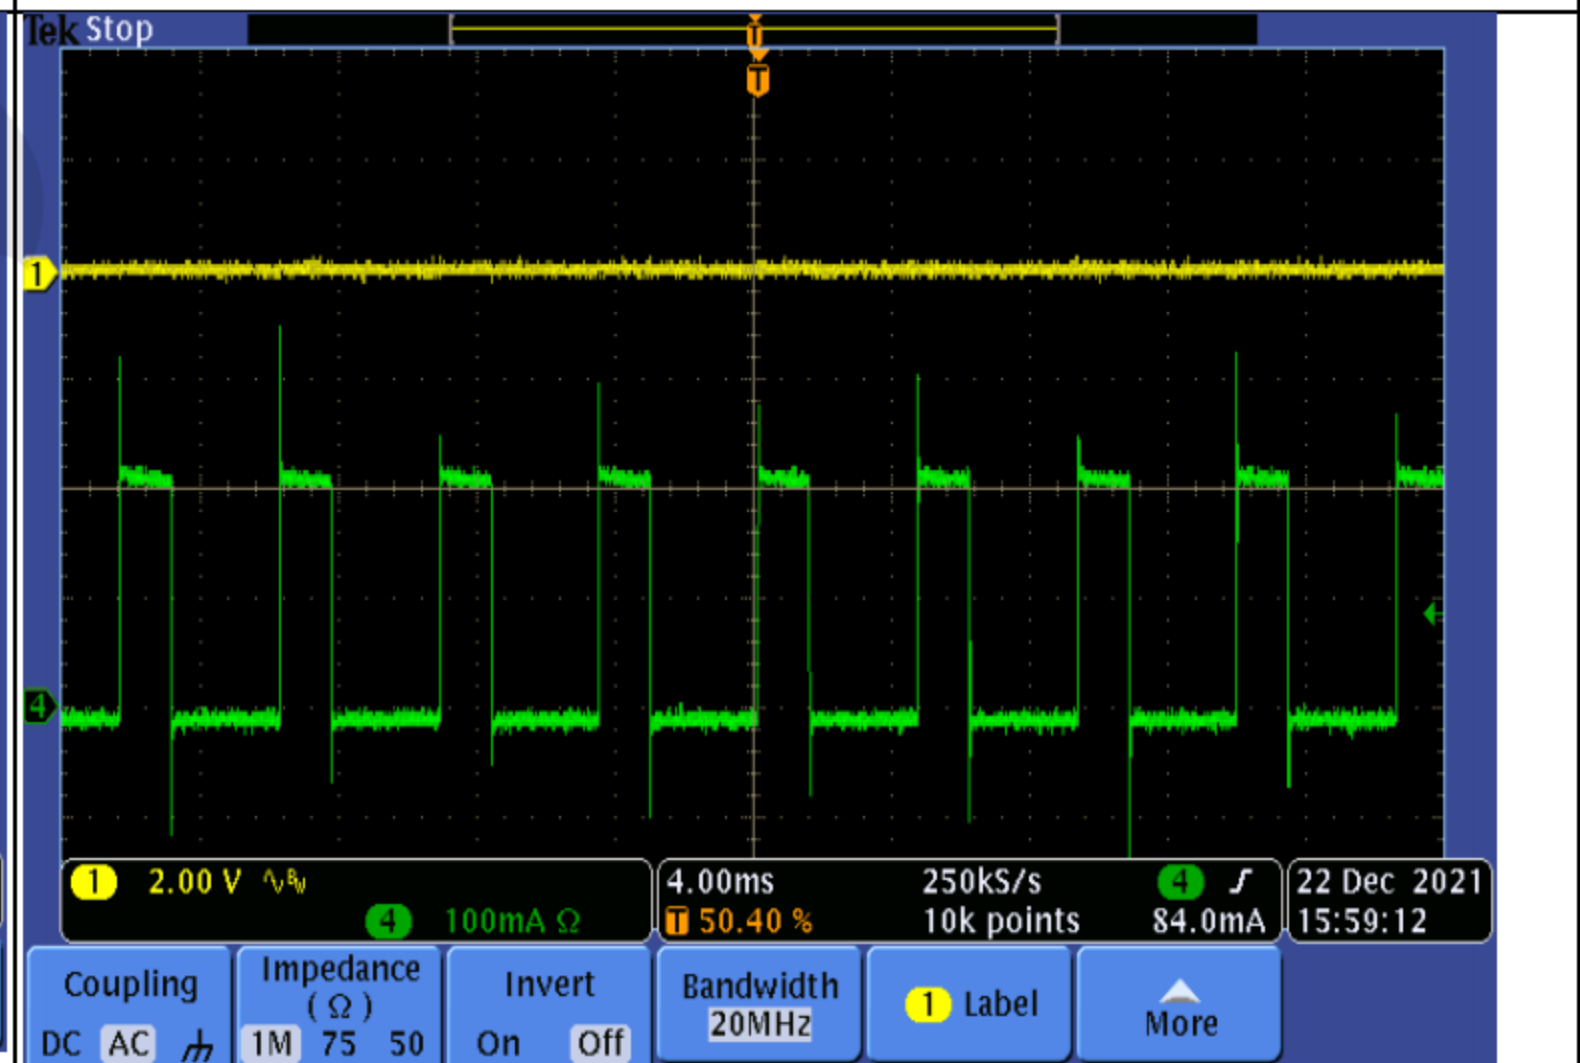 Tek Stop
T
T
1
4
1 2.00 V
4 100mA Ω
4.00ms 250kS/s 4
T 50.40 % 10k points 84.0mA
22 Dec 2021
15:59:12
Coupling
DC AC
Impedance
(Ω)
1M 75 50
Invert
On Off
Bandwidth
20MHz
1 Label
More